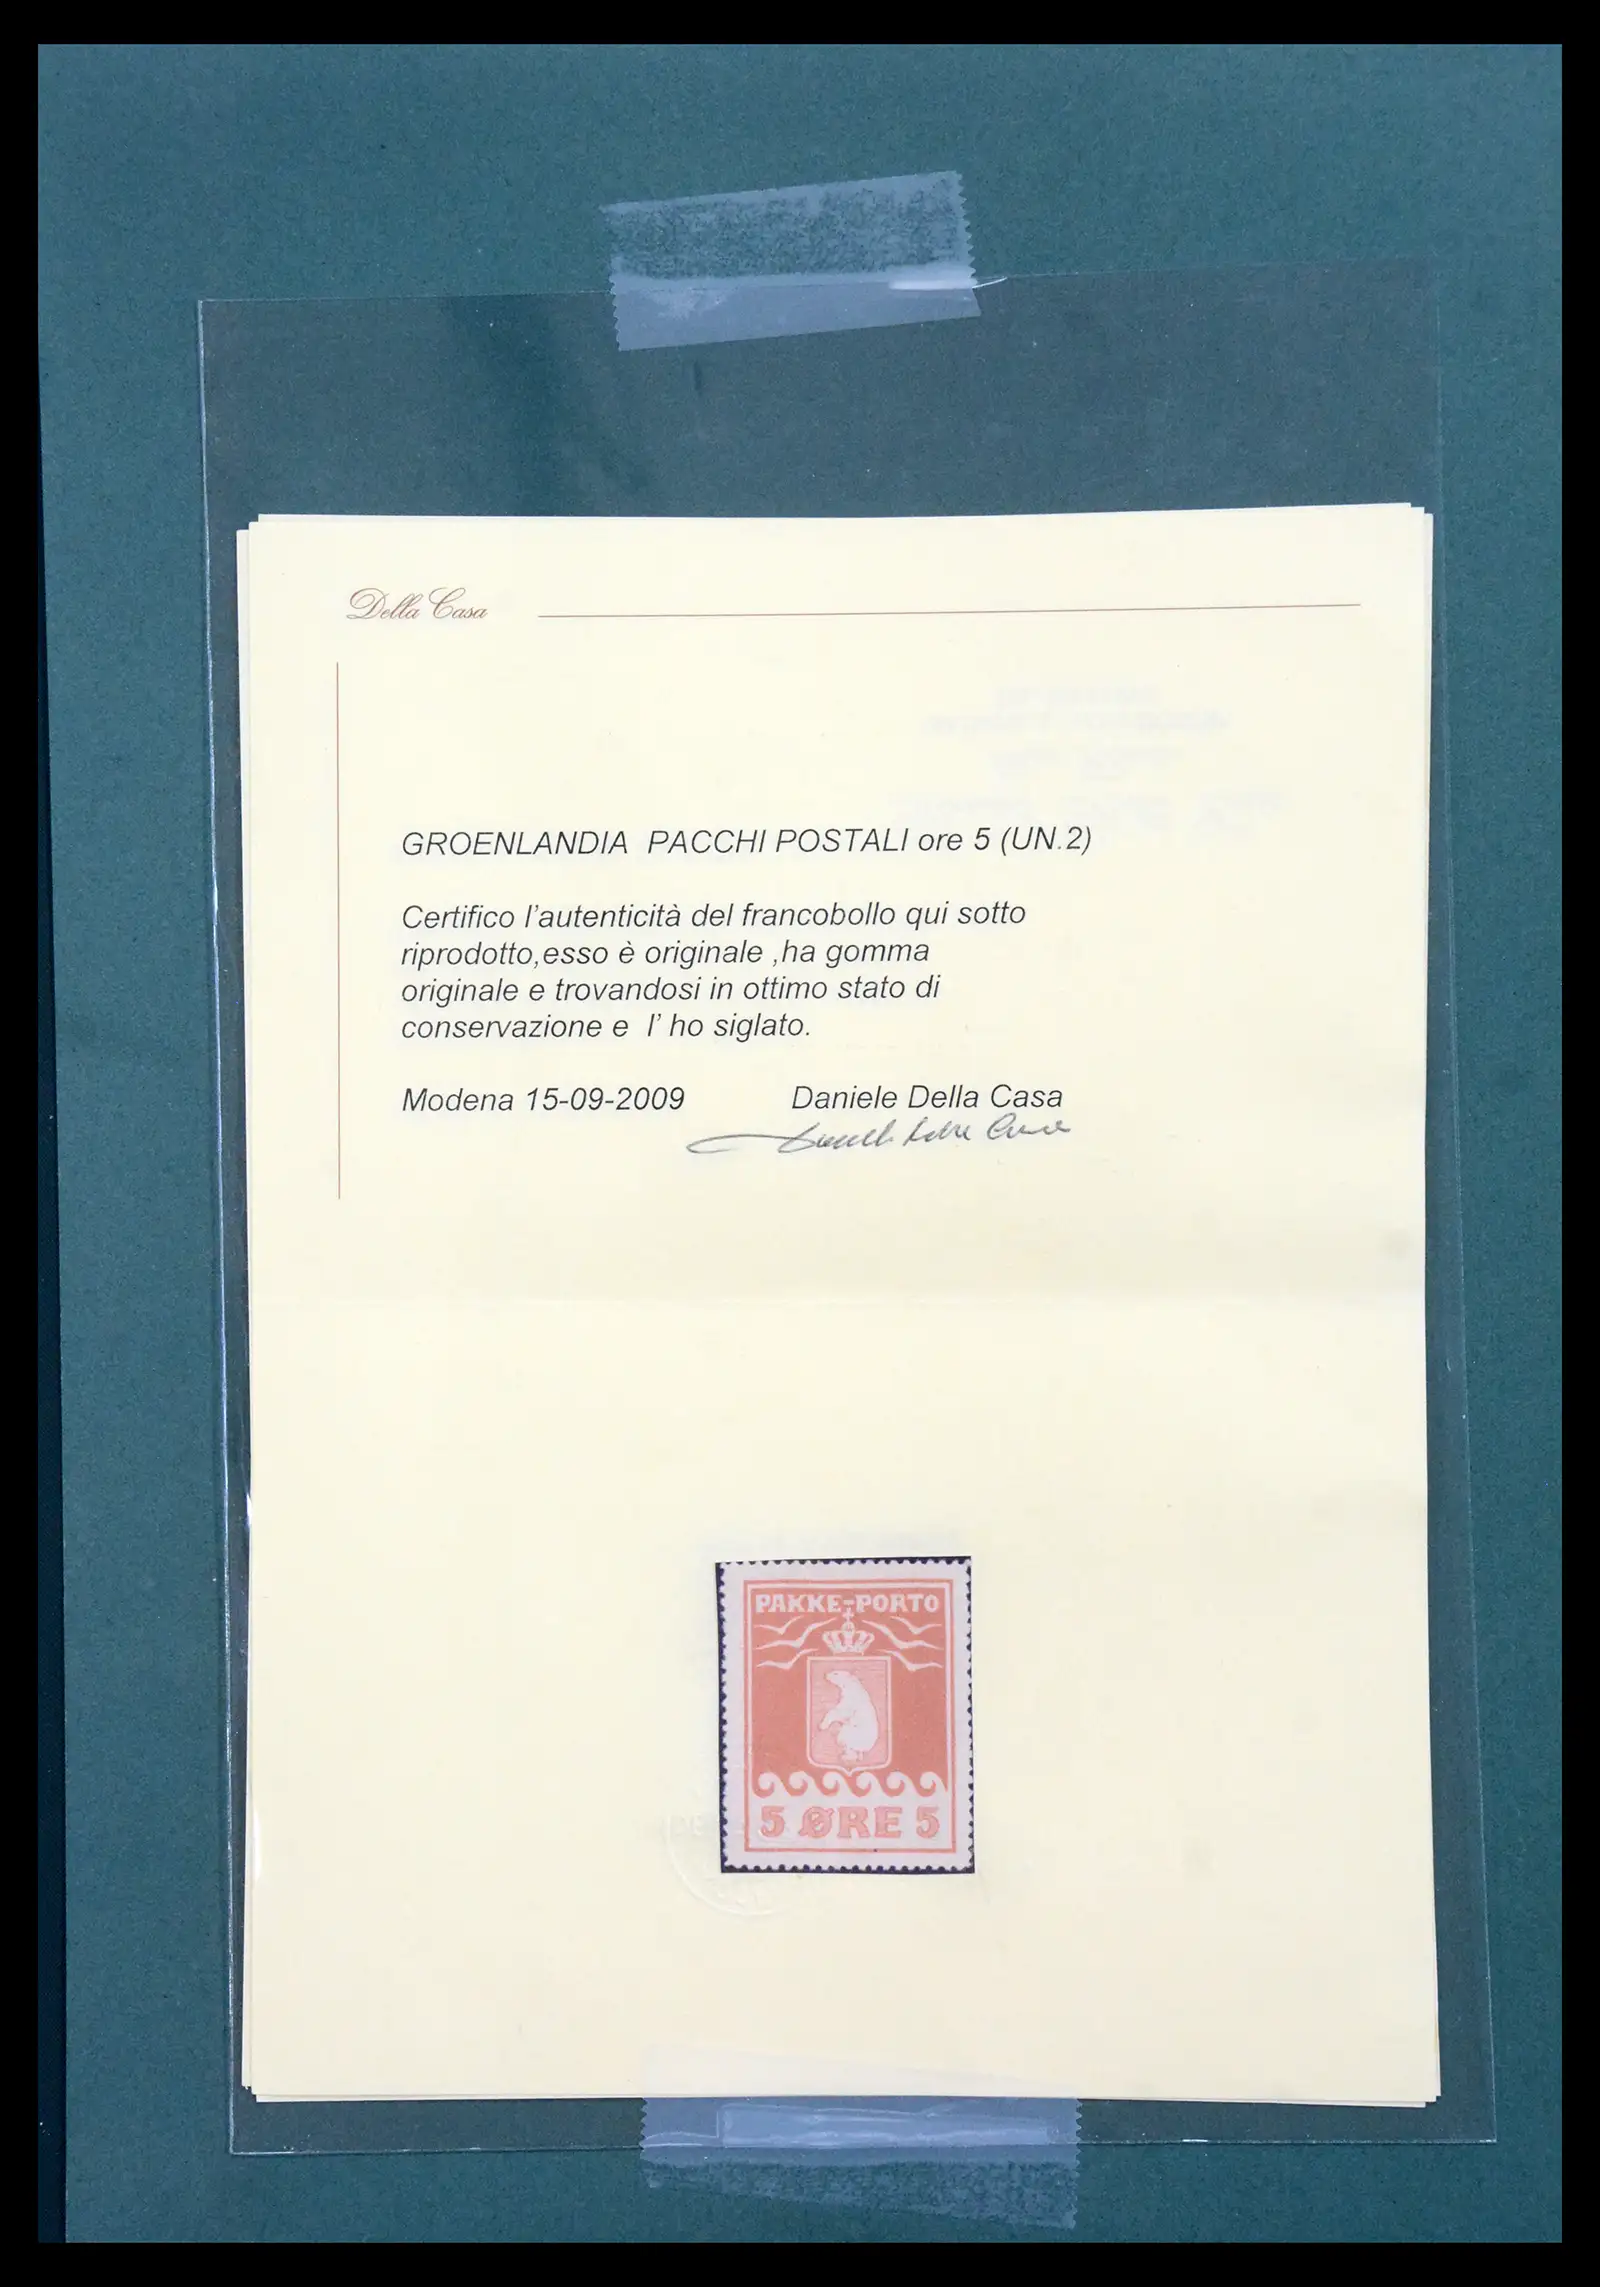 Della Casa
GROENLANDIA PACCHI POSTALI ore 5 (UN.2)
Certifico l'autenticità del francobollo qui sotto
riprodotto,esso è originale ,ha gomma
originale e trovandosi in ottimo stato di
conservazione e l' ho siglato.
Modena 15-09-2009 Daniele Della Casa
PAKKE-PORTO
5 ØRE 5